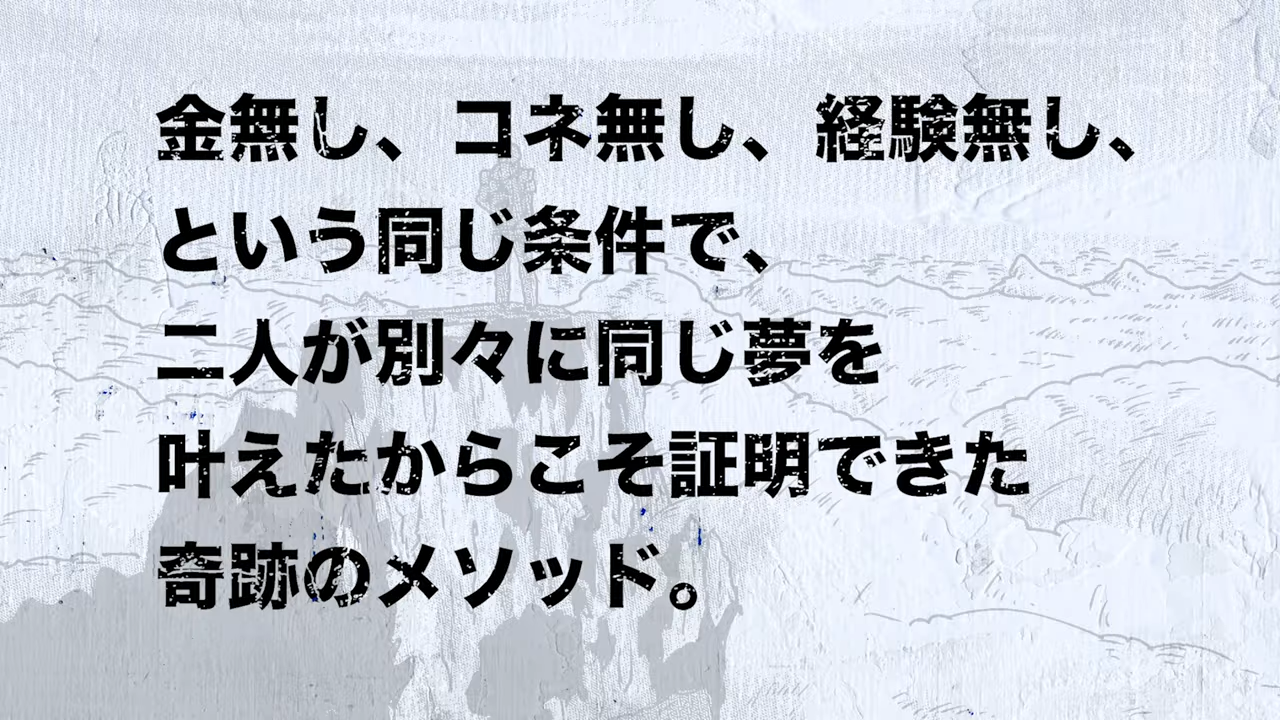 金無し、コネ無し、経験無し、
という同じ条件で、
二人が別々に同じ夢を
叶えたからこそ証明できた
奇跡のメソッド。